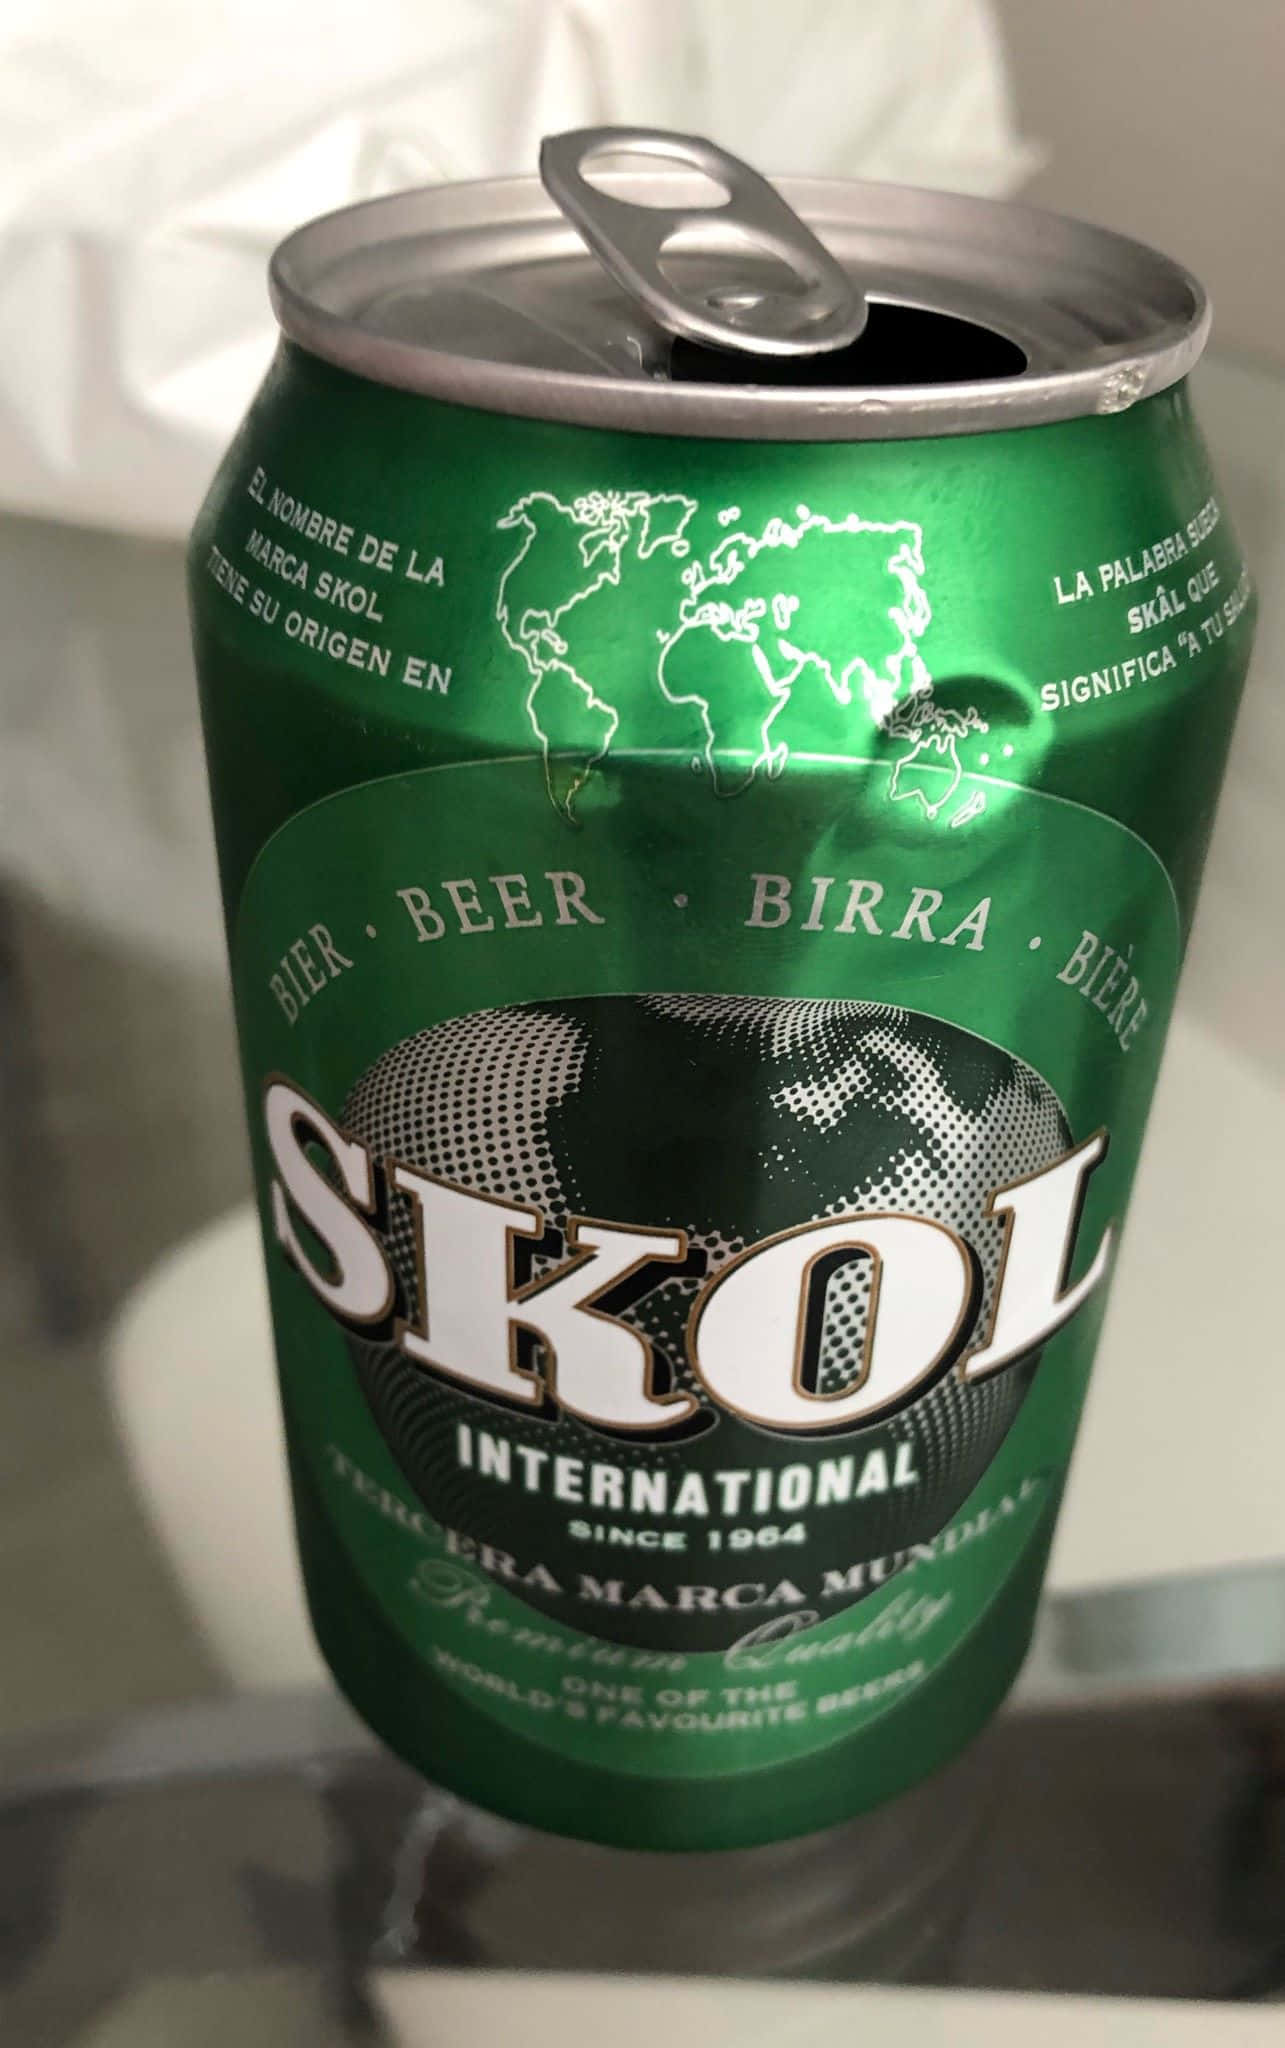 EL NOMBRE DE LA
MARCA SKOL
TIENE SU ORIGEN EN
LA PALABRA SUECA
SKÂL QUE
SIGNIFICA "A TU SALUD
BIER · BEER · BIRRA · BIÈRE
SKOL
INTERNATIONAL
SINCE 1964
TERCERA MARCA MUNDIAL
Premium Quality
ONE OF THE
WORLD'S FAVOURITE BEERS